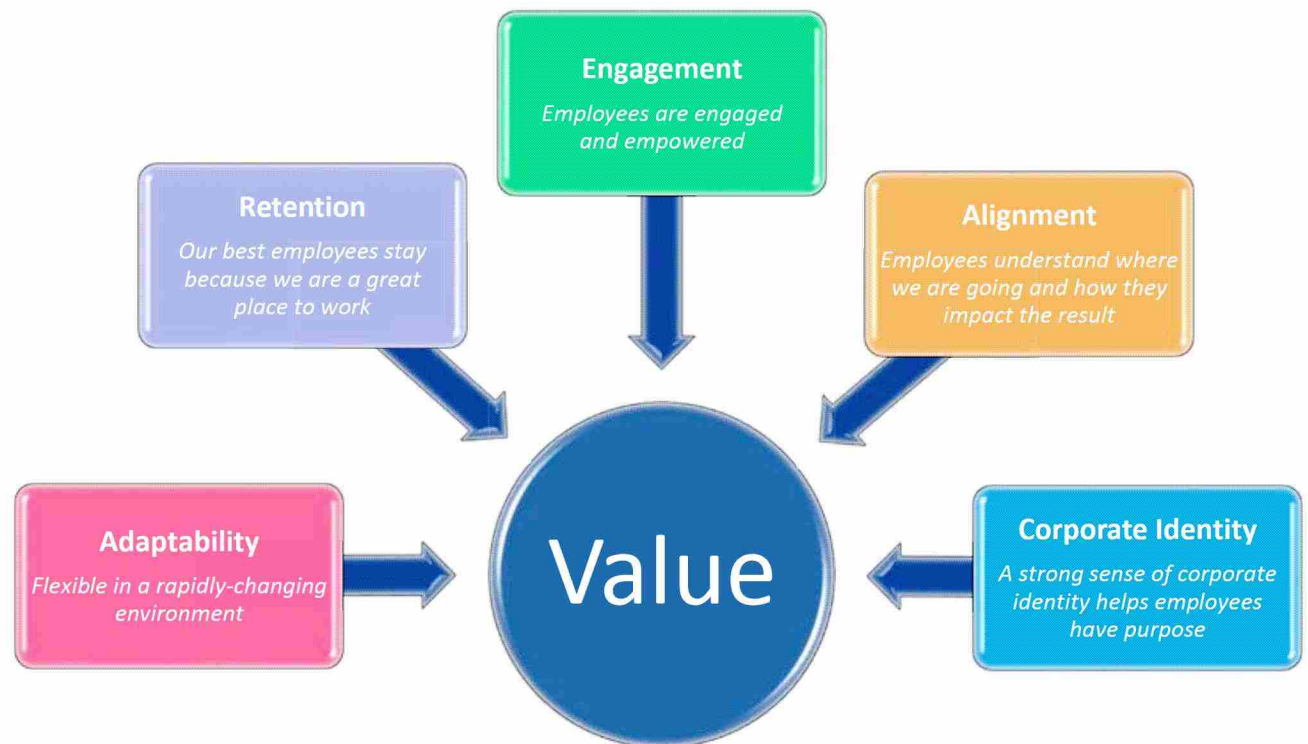 Engagement
Employees are engaged
and empowered
Retention
Our best employees stay
because we are a great
place to work
Alignment
Employees understand where
we are going and how they
impact the result
Adaptability
Flexible in a rapidly-changing
environment
Value
Corporate Identity
A strong sense of corporate
identity helps employees
have purpose